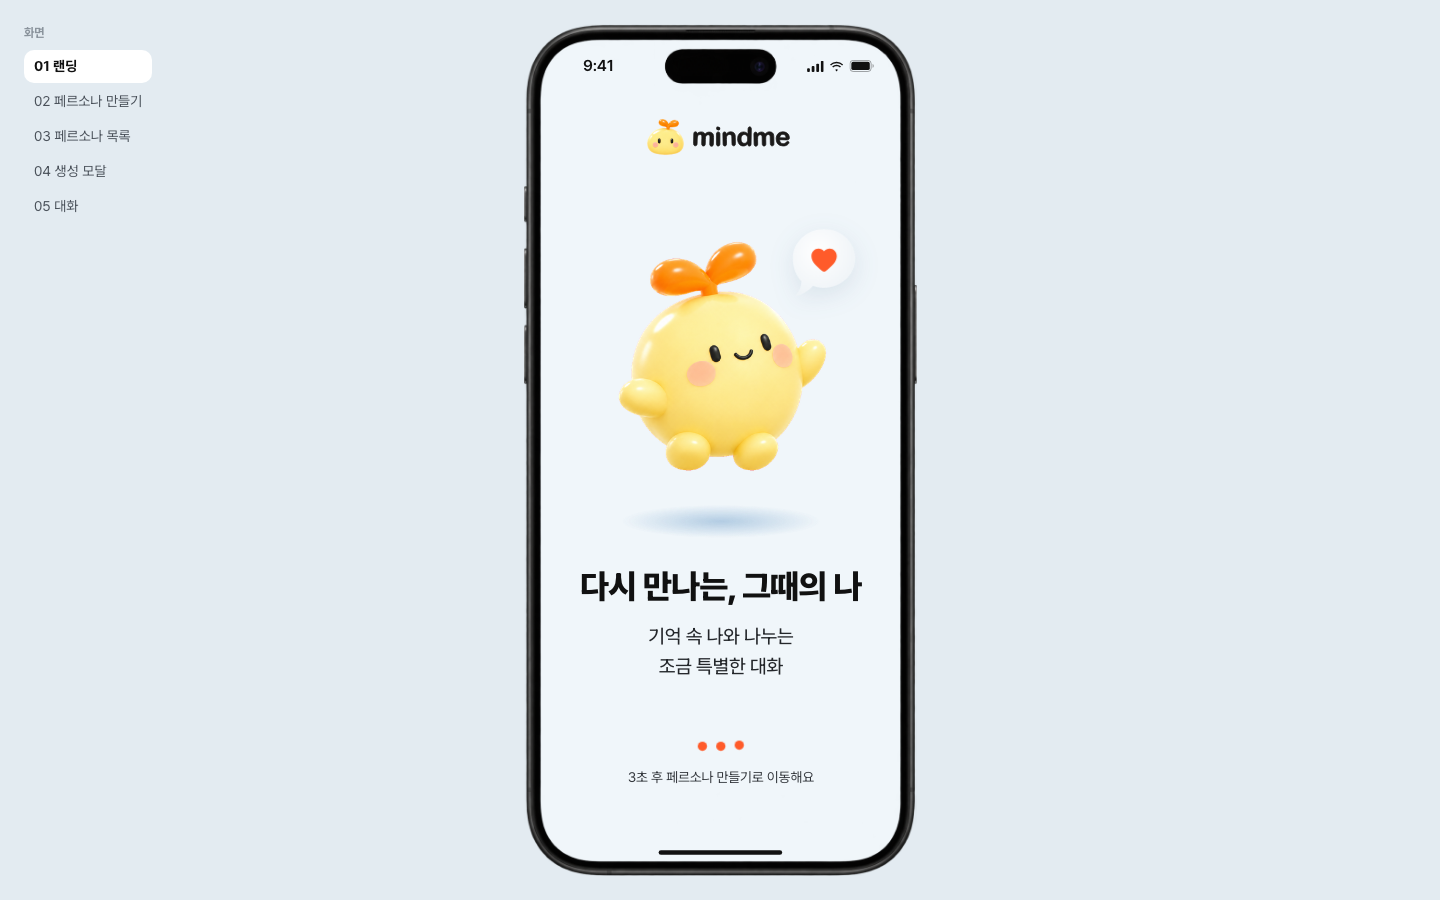 화면
01 랜딩
02 페르소나 만들기
03 페르소나 목록
04 생성 모달
05 대화
9:41
mindme
다시 만나는, 그때의 나
기억 속 나와 나누는
조금 특별한 대화
3초 후 페르소나 만들기로 이동해요